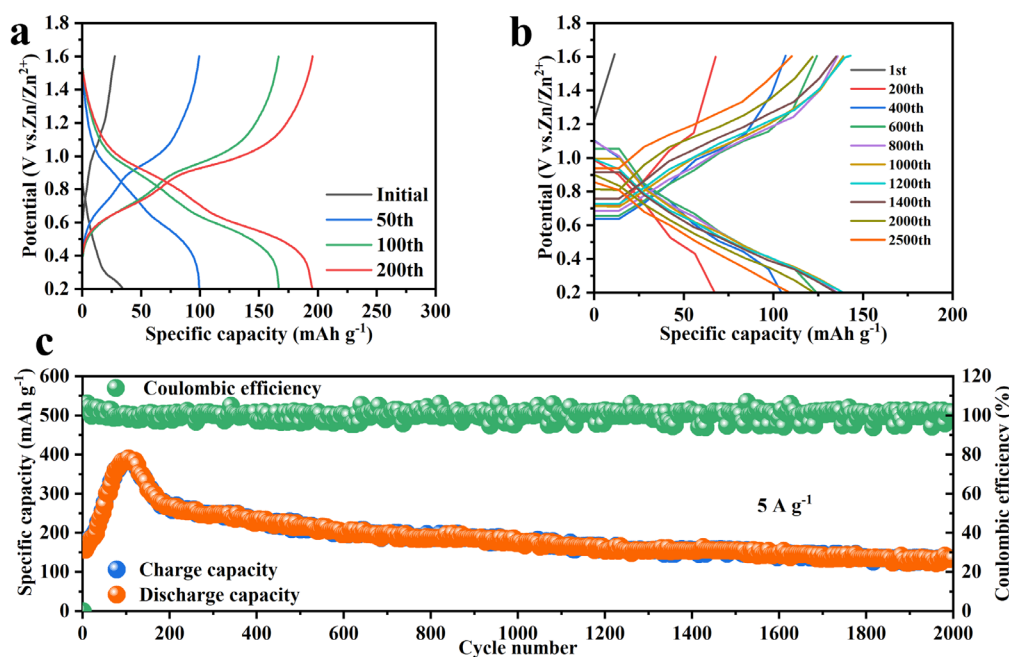 a
Potential (V vs.Zn/Zn2+)
1.8
1.6
1.4
1.2
1.0
0.8
0.6
0.4
0.2
0 50 100 150 200 250 300
Specific capacity (mAh g-1)
Initial
50th
100th
200th
b
Potential (V vs.Zn/Zn2+)
1.8
1.6
1.4
1.2
1.0
0.8
0.6
0.4
0.2
0 50 100 150 200
Specific capacity (mAh g-1)
1st
200th
400th
600th
800th
1000th
1200th
1400th
2000th
2500th
c
Specific capacity (mAh g-1)
600
500
400
300
200
100
0
Coulombic efficiency
5 A g-1
Charge capacity
Discharge capacity
120
100
80
60
40
20
0
Coulombic efficiency (%)
0 200 400 600 800 1000 1200 1400 1600 1800 2000
Cycle number